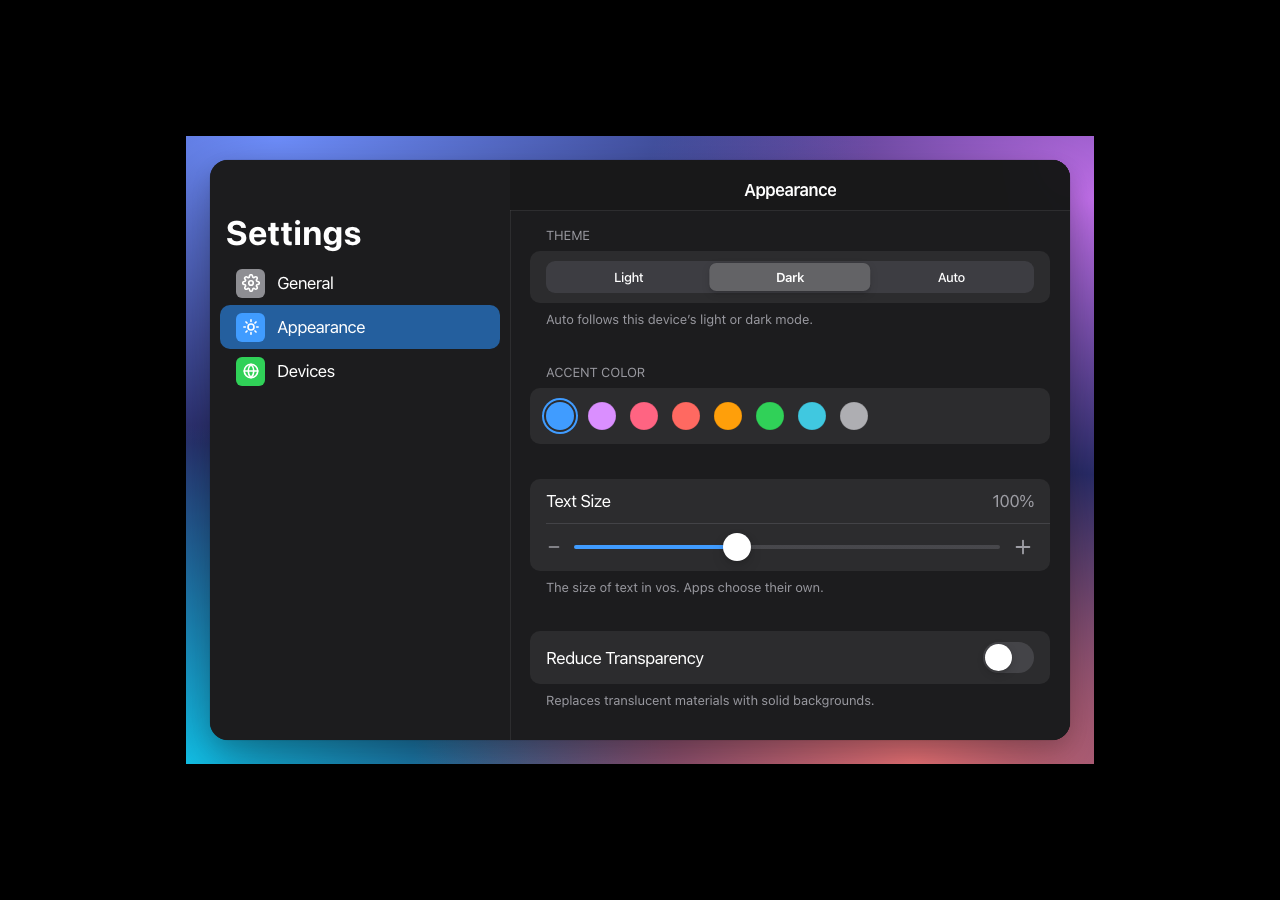 Settings
General
Appearance
Devices
Appearance
THEME
Light Dark Auto
Auto follows this device’s light or dark mode.
ACCENT COLOR
Text Size 100%
The size of text in vos. Apps choose their own.
Reduce Transparency
Replaces translucent materials with solid backgrounds.